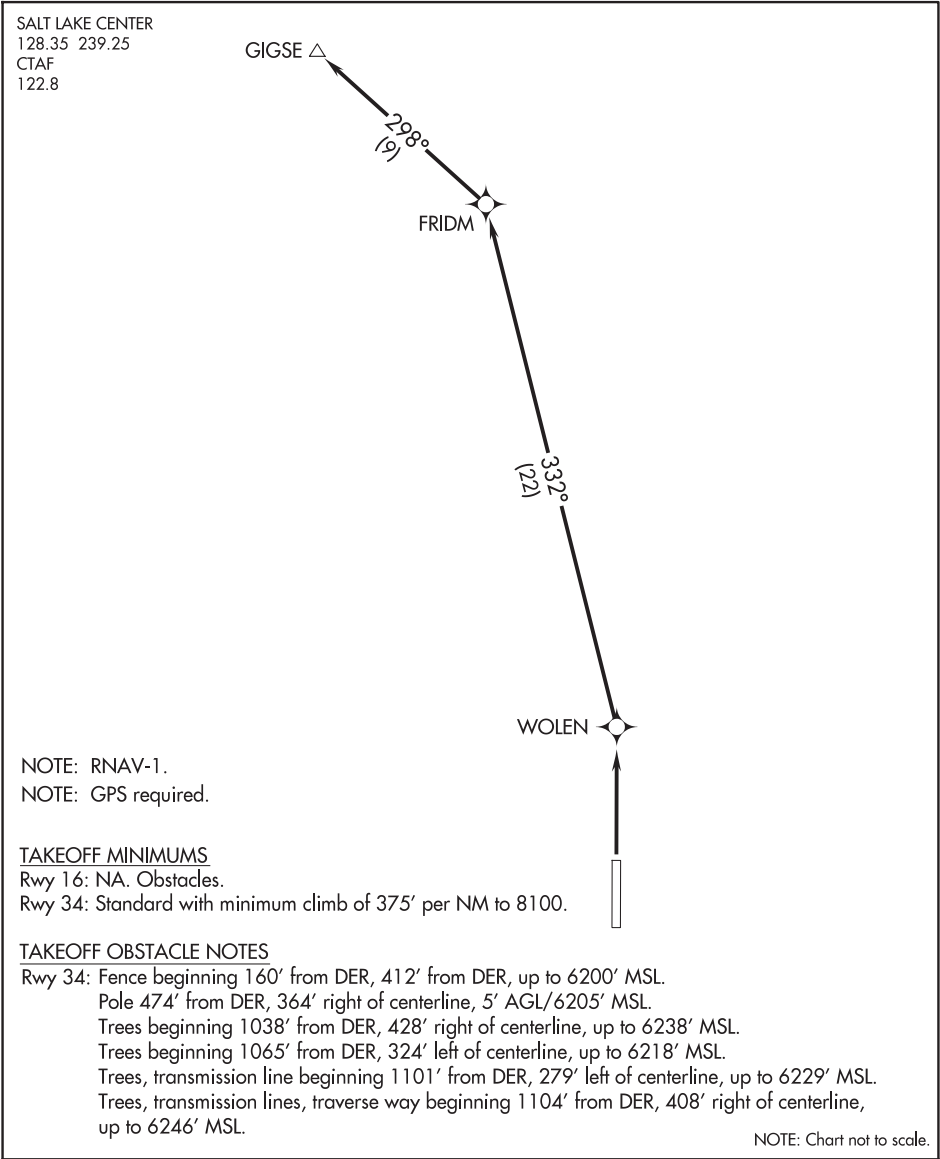 SALT LAKE CENTER
128.35 239.25
CTAF
122.8
GIGSE
298°
(9)
FRIDM
332°
(22)
WOLEN
NOTE: RNAV-1.
NOTE: GPS required.
TAKEOFF MINIMUMS
Rwy 16: NA. Obstacles.
Rwy 34: Standard with minimum climb of 375' per NM to 8100.
TAKEOFF OBSTACLE NOTES
Rwy 34: Fence beginning 160' from DER, 412' from DER, up to 6200' MSL.
Pole 474' from DER, 364' right of centerline, 5' AGL/6205' MSL.
Trees beginning 1038' from DER, 428' right of centerline, up to 6238' MSL.
Trees beginning 1065' from DER, 324' left of centerline, up to 6218' MSL.
Trees, transmission line beginning 1101' from DER, 279' left of centerline, up to 6229' MSL.
Trees, transmission lines, traverse way beginning 1104' from DER, 408' right of centerline,
up to 6246' MSL.
NOTE: Chart not to scale.